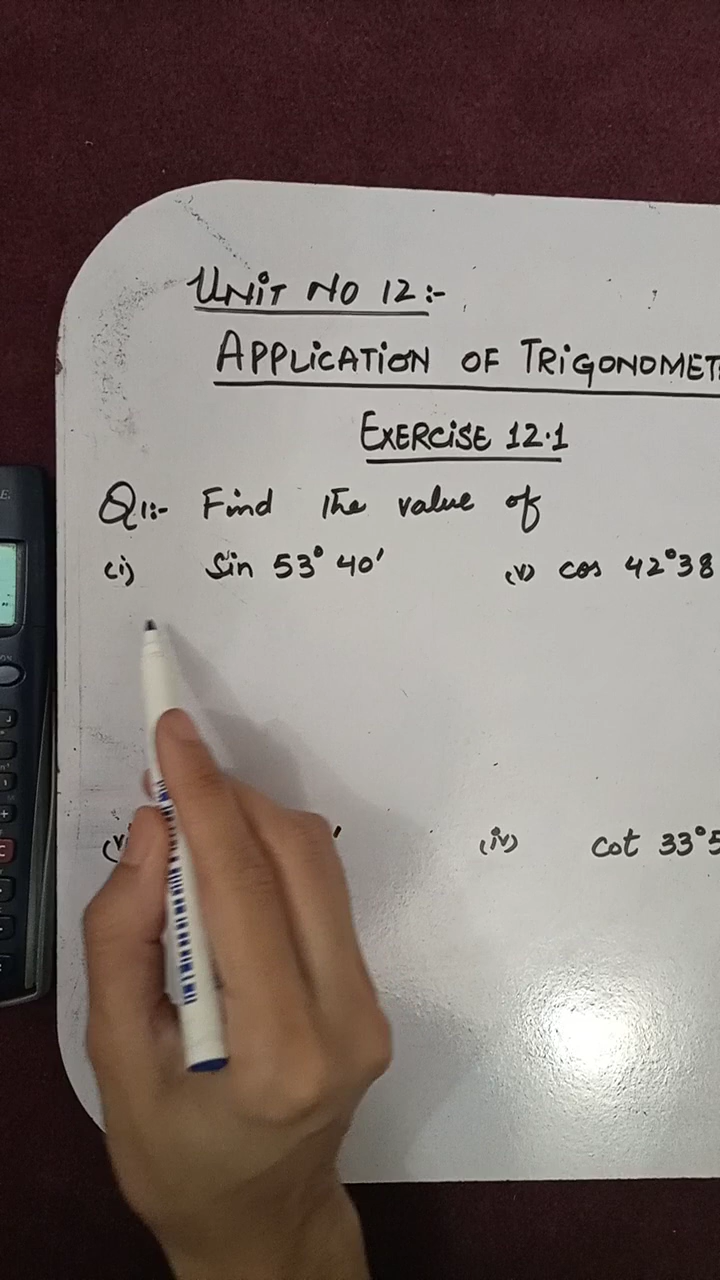 UNIT NO 12:-
APPLICATION OF TRIGONOMET
EXERCISE 12.1
Q1:- Find the value of
(i) Sin 53° 40' (v) cos 42°38
(iv) cot 33°5